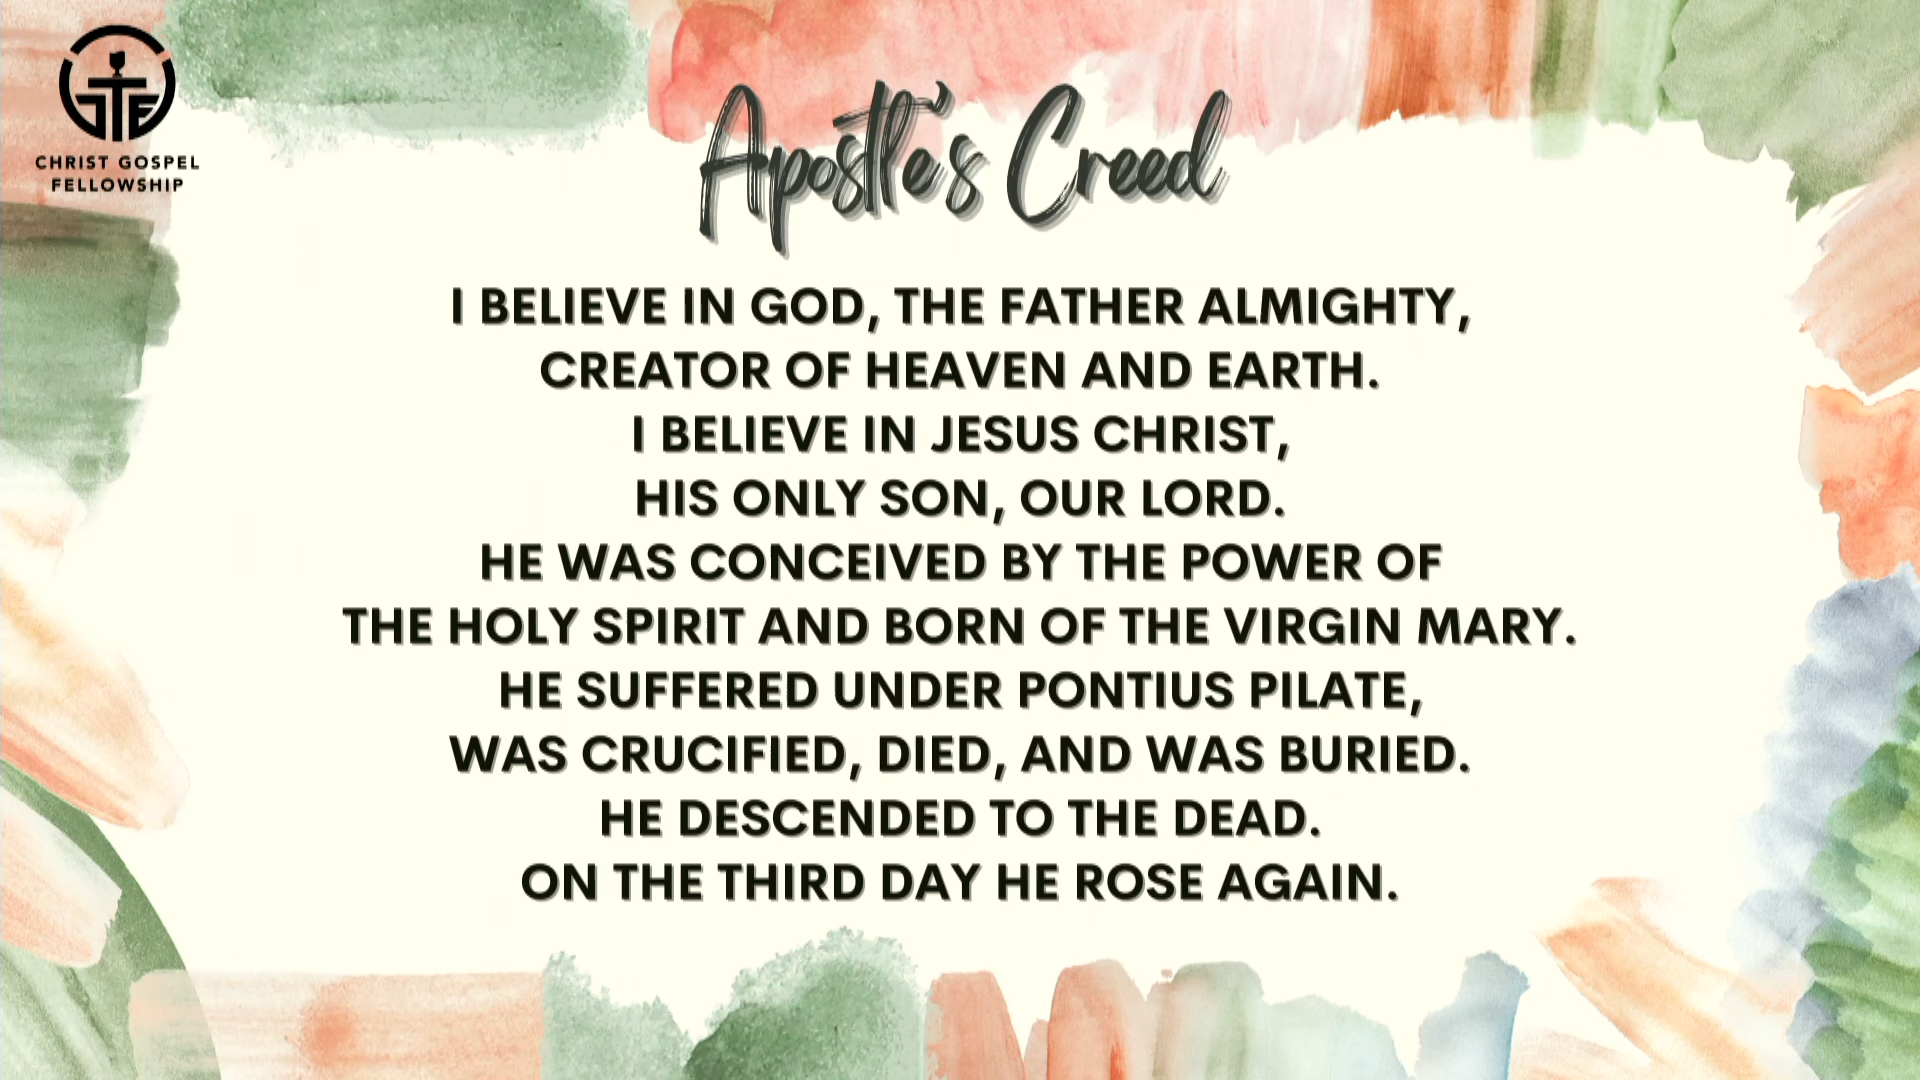 CHRIST GOSPEL
FELLOWSHIP
Apostle's Creed
I BELIEVE IN GOD, THE FATHER ALMIGHTY,
CREATOR OF HEAVEN AND EARTH.
I BELIEVE IN JESUS CHRIST,
HIS ONLY SON, OUR LORD.
HE WAS CONCEIVED BY THE POWER OF
THE HOLY SPIRIT AND BORN OF THE VIRGIN MARY.
HE SUFFERED UNDER PONTIUS PILATE,
WAS CRUCIFIED, DIED, AND WAS BURIED.
HE DESCENDED TO THE DEAD.
ON THE THIRD DAY HE ROSE AGAIN.